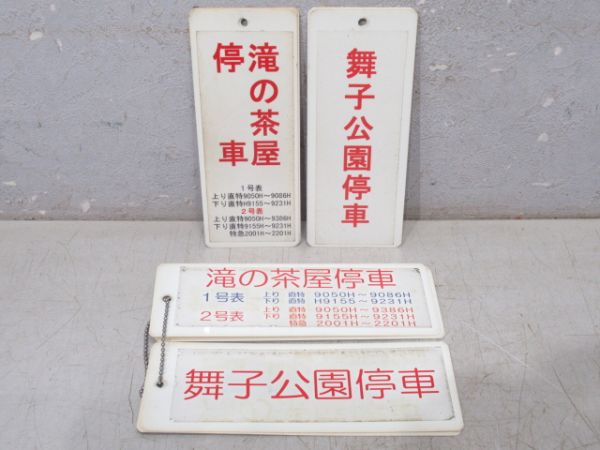 滝の茶屋
停車
1号表
上り直特9050H～9086H
下り直特H9155～9231H
2号表
上り直特9050H～9386H
下り直特9155H～9231H
特急2001H～2201H
舞子公園停車
滝の茶屋停車
1号表 上り 直特 9050H～9086H
下り 直特 H9155～9231H
2号表 上り 直特 9050H～9386H
下り 直特 9155H～9231H
特急 2001H～2201H
舞子公園停車